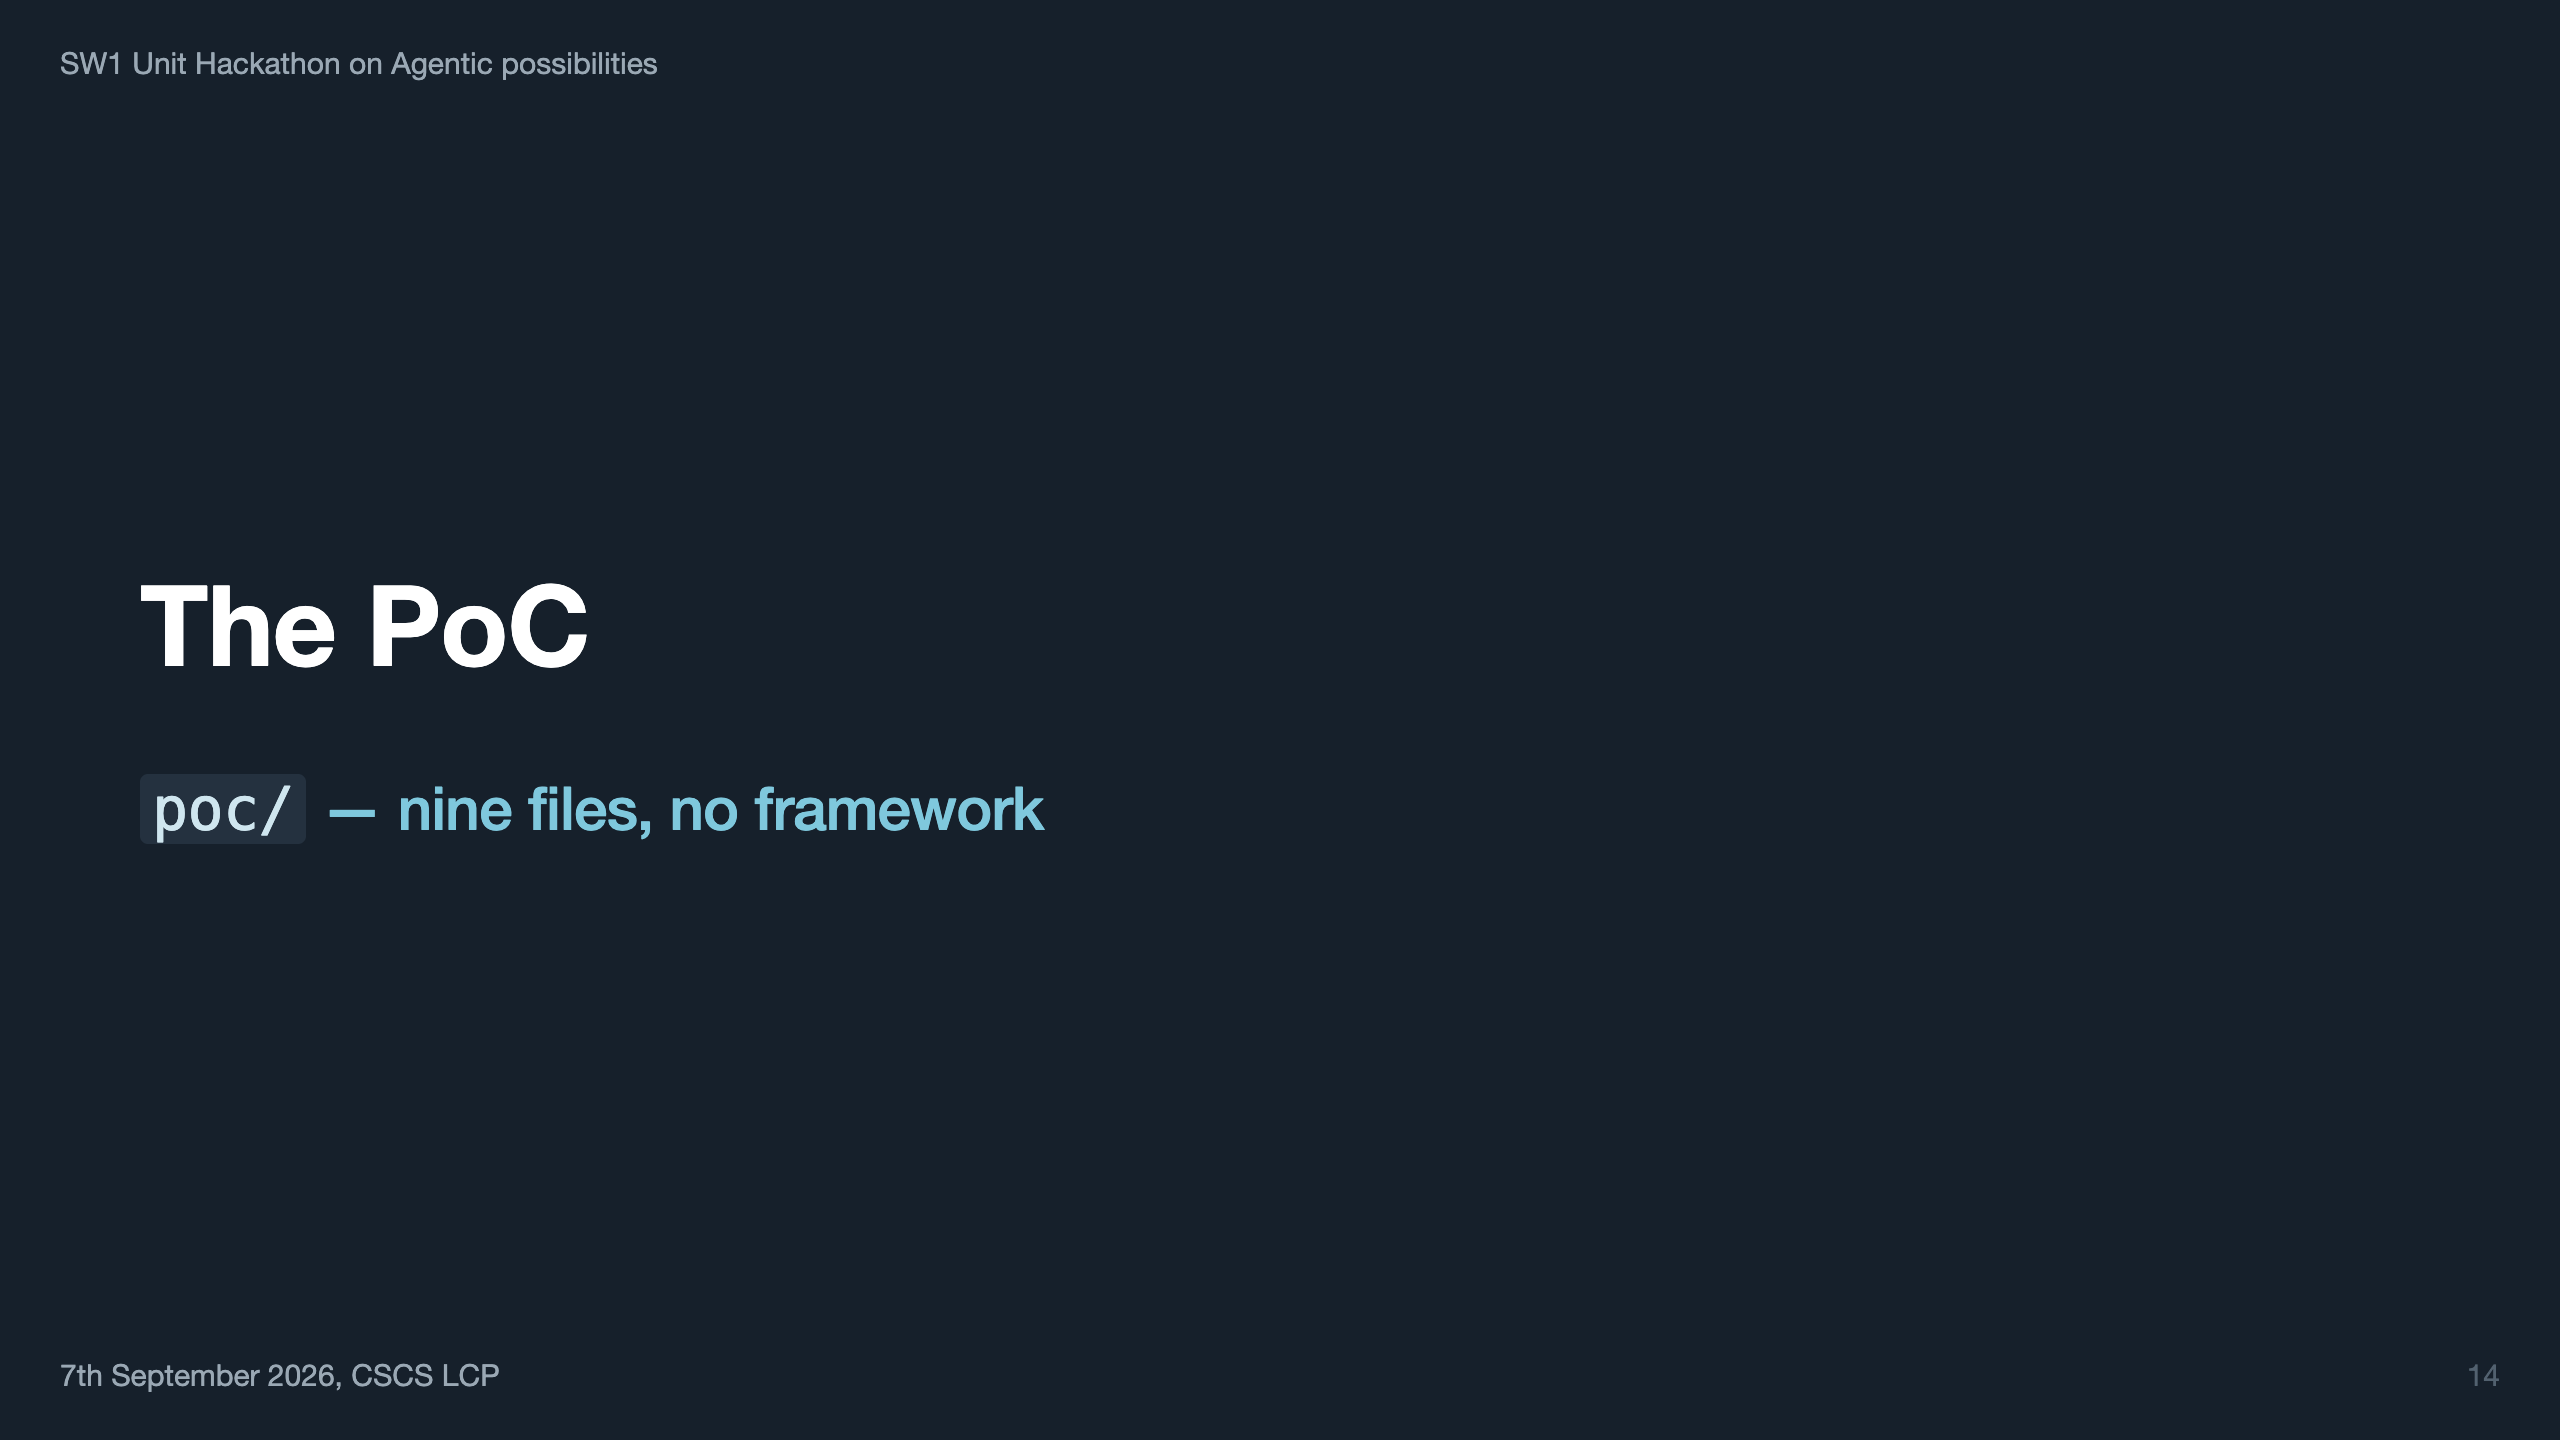 SW1 Unit Hackathon on Agentic possibilities
The PoC
poc/ — nine files, no framework
7th September 2026, CSCS LCP
14